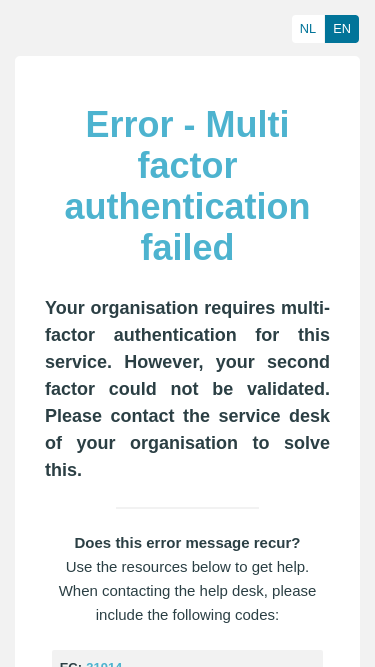 NL EN
Error - Multi
factor
authentication
failed
Your organisation requires multi-
factor authentication for this
service. However, your second
factor could not be validated.
Please contact the service desk
of your organisation to solve
this.
Does this error message recur?
Use the resources below to get help.
When contacting the help desk, please
include the following codes:
EC: 31914